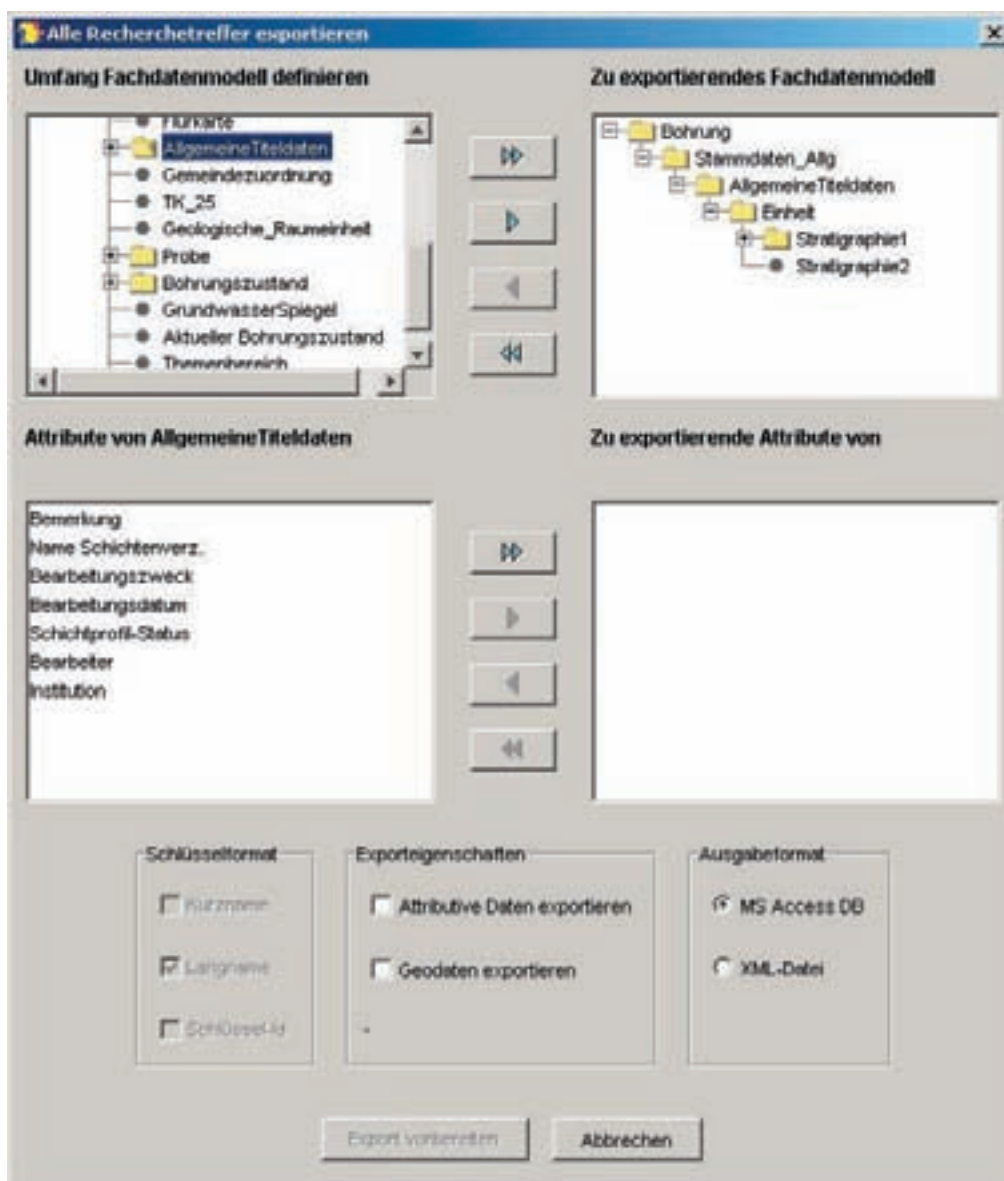 Alle Recherchetreffer exportieren
Umfang Fachdatenmodell definieren
Flurkarte
AllgemeineTiteldaten
Gemeindezuordnung
TK_25
Geologische_Raumeinheit
Probe
Bohrungszustand
GrundwasserSpiegel
Aktueller Bohrungszustand
Themenbereich
Zu exportierendes Fachdatenmodell
Bohrung
Stammdaten_Allg
AllgemeineTiteldaten
Einheit
Stratigraphie1
Stratigraphie2
Attribute von AllgemeineTiteldaten
Bemerkung
Name Schichtenverz.
Bearbeitungszweck
Bearbeitungsdatum
Schichtprofil-Status
Bearbeiter
Institution
Zu exportierende Attribute von
Schlüsselformat
Kurzname
Langname
Schlüssel-Id
Exporteigenschaften
Attributive Daten exportieren
Geodaten exportieren
-
Ausgabeformat
MS Access DB
XML-Datei
Export vorbereiten
Abbrechen